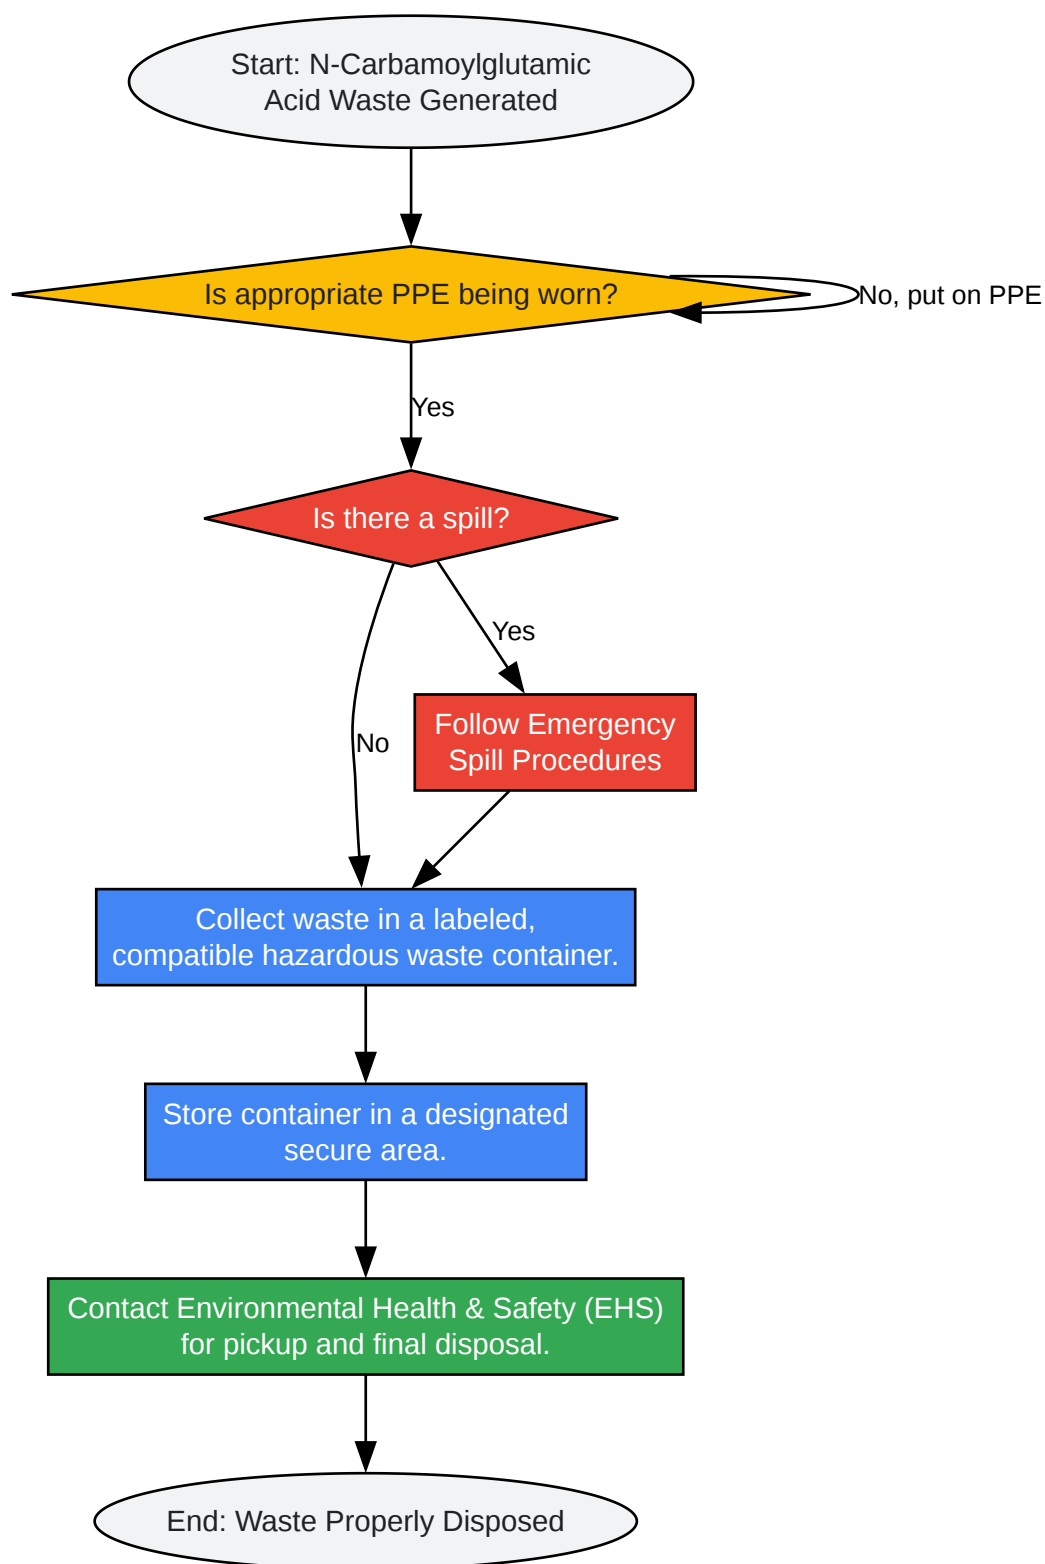 Start: N-Carbamoylglutamic
Acid Waste Generated
Is appropriate PPE being worn?
No, put on PPE
Yes
Is there a spill?
Yes
Follow Emergency
Spill Procedures
No
Collect waste in a labeled,
compatible hazardous waste container.
Store container in a designated
secure area.
Contact Environmental Health & Safety (EHS)
for pickup and final disposal.
End: Waste Properly Disposed